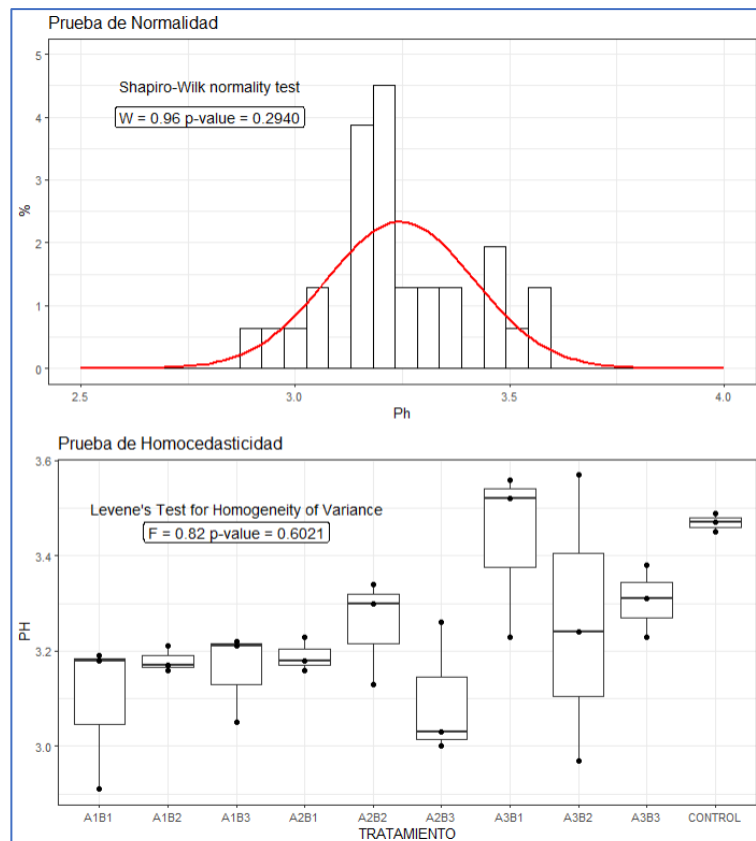 Prueba de Normalidad
5
Shapiro-Wilk normality test
W = 0.96 p-value = 0.2940
4
3
%
2
1
0
2.5 3.0 3.5 4.0
Ph
Prueba de Homocedasticidad
3.6
Levene's Test for Homogeneity of Variance
F = 0.82 p-value = 0.6021
3.4
PH
3.2
3.0
A1B1 A1B2 A1B3 A2B1 A2B2 A2B3 A3B1 A3B2 A3B3 CONTROL
TRATAMIENTO